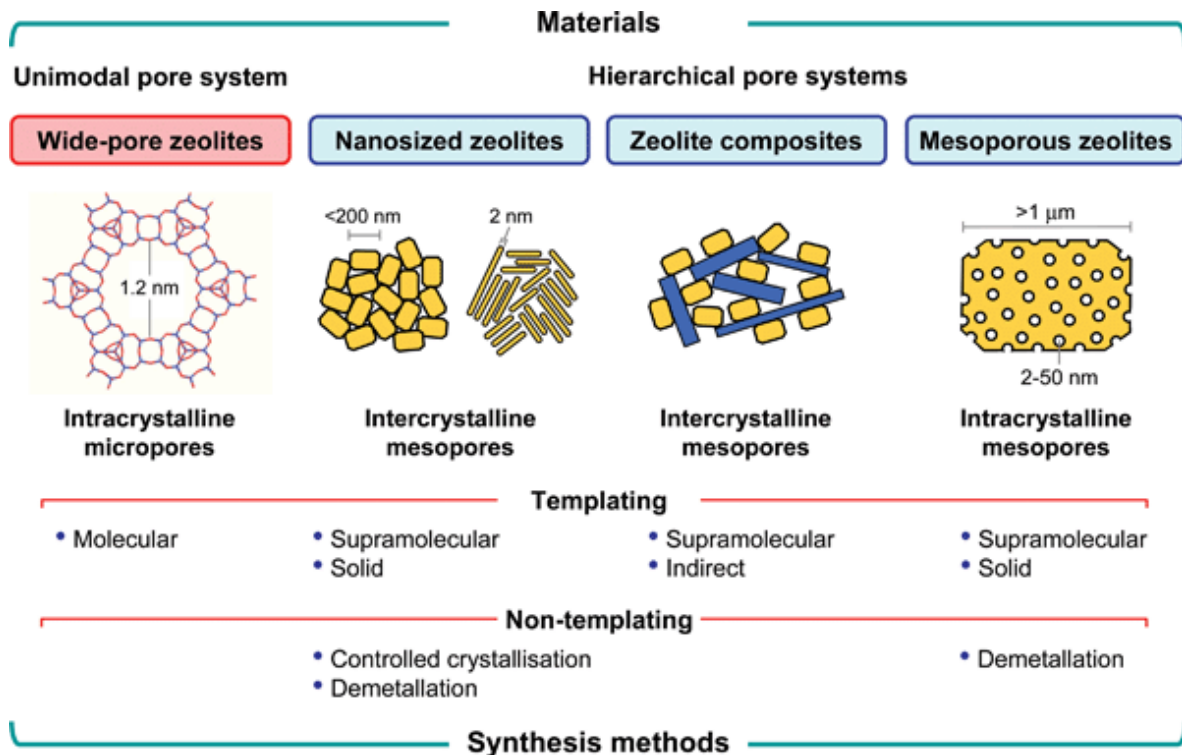 Materials
Unimodal pore system
Hierarchical pore systems
Wide-pore zeolites
Nanosized zeolites
Zeolite composites
Mesoporous zeolites
<200 nm
2 nm
>1 μm
1.2 nm
2-50 nm
Intracrystalline
micropores
Intercrystalline
mesopores
Intercrystalline
mesopores
Intracrystalline
mesopores
Templating
• Molecular
• Supramolecular
• Solid
• Supramolecular
• Indirect
• Supramolecular
• Solid
Non-templating
• Controlled crystallisation
• Demetallation
• Demetallation
Synthesis methods